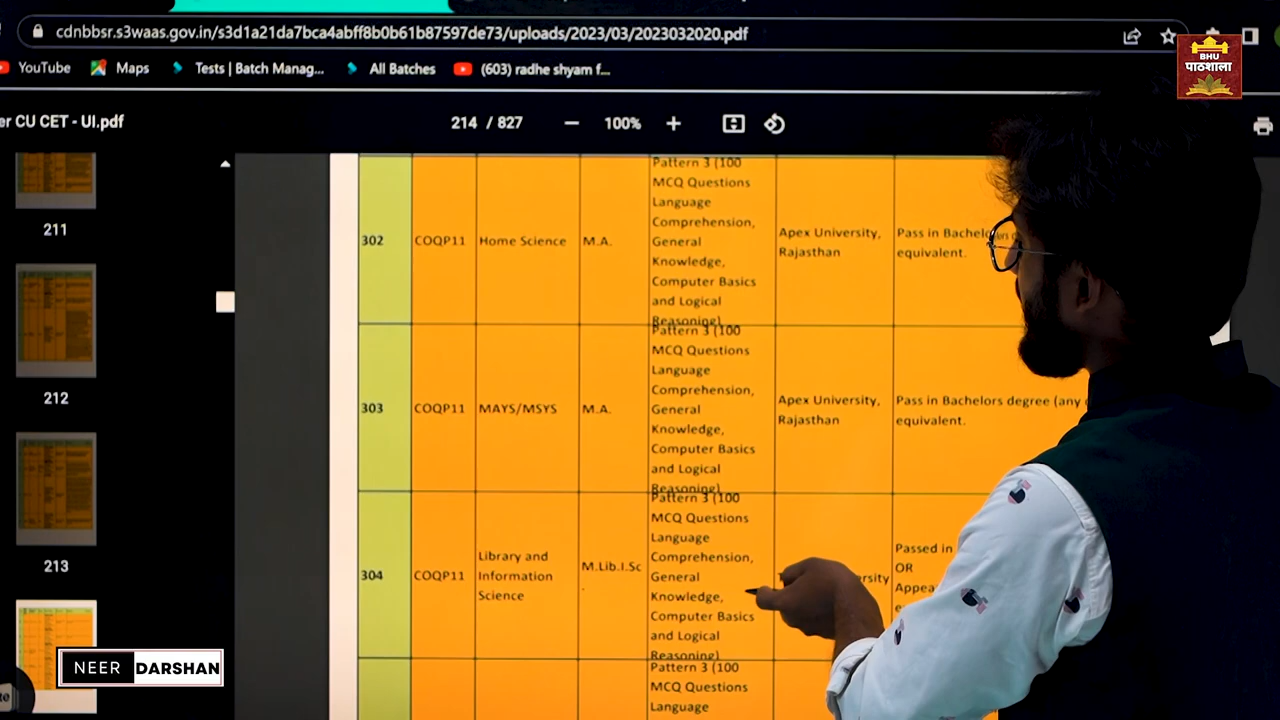 cdnbbsr.s3waas.gov.in/s3d1a21da7bca4abff8b0b61b87597de73/uploads/2023/03/2023032020.pdf
YouTube
Maps
Tests | Batch Manag...
All Batches
(603) radhe shyam f...
BHU
पाठशाला
er CU CET - UI.pdf
214 / 827
100%
211
212
213
302
COQP11
Home Science
M.A.
Pattern 3 (100
MCQ Questions
Language
Comprehension,
General
Knowledge,
Computer Basics
and Logical
Reasoning)
Apex University,
Rajasthan
Pass in
equivalent.
303
COQP11
MAYS/MSYS
M.A.
Pattern 3 (100
MCQ Questions
Language
Comprehension,
General
Knowledge,
Computer Basics
and Logical
Reasoning)
Apex University,
Rajasthan
Pass in Bachelors degree (any
equivalent.
304
COQP11
Library and
Information
Science
M.Lib.I.Sc
.
Pattern 3 (100
MCQ Questions
Language
Comprehension,
General
Knowledge,
Computer Basics
and Logical
Reasoning)
Passed in
OR
Pattern 3 (100
MCQ Questions
Language
NEER DARSHAN